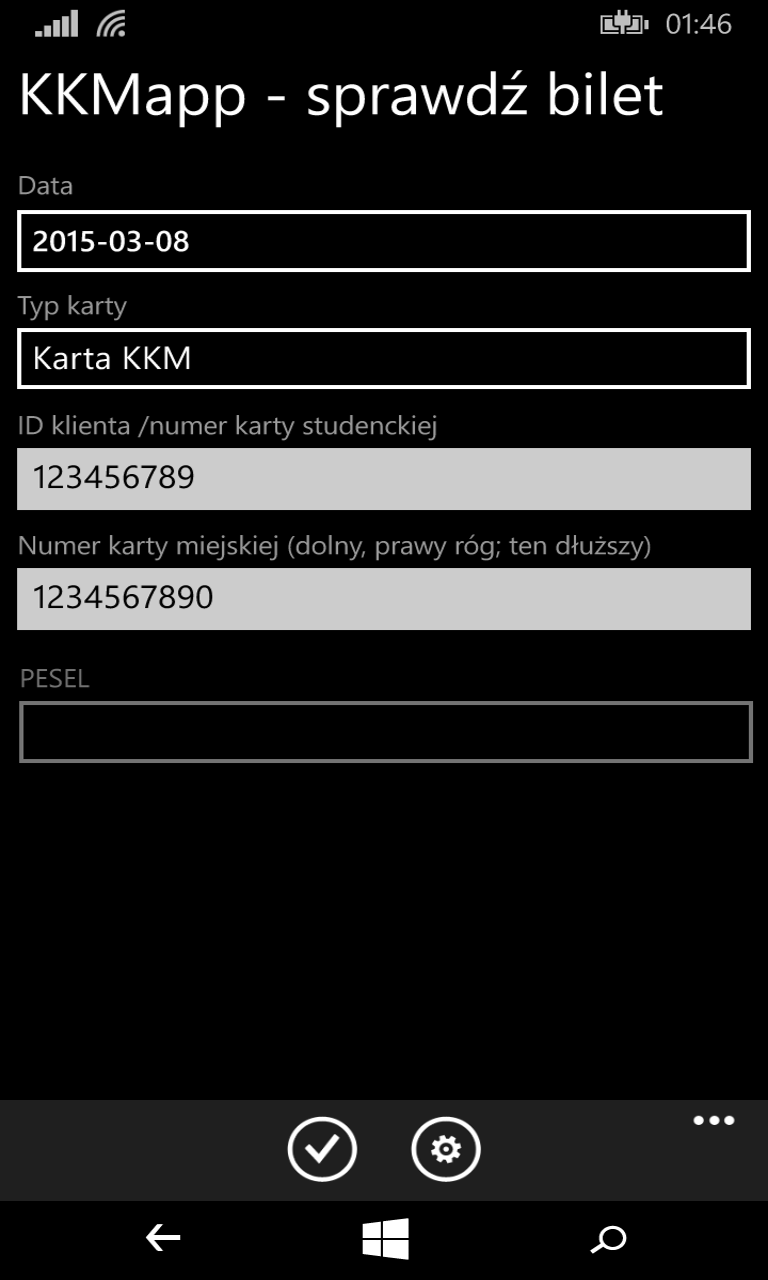 01:46
KKMapp - sprawdź bilet
Data
2015-03-08
Typ karty
Karta KKM
ID klienta /numer karty studenckiej
123456789
Numer karty miejskiej (dolny, prawy róg; ten dłuższy)
1234567890
PESEL